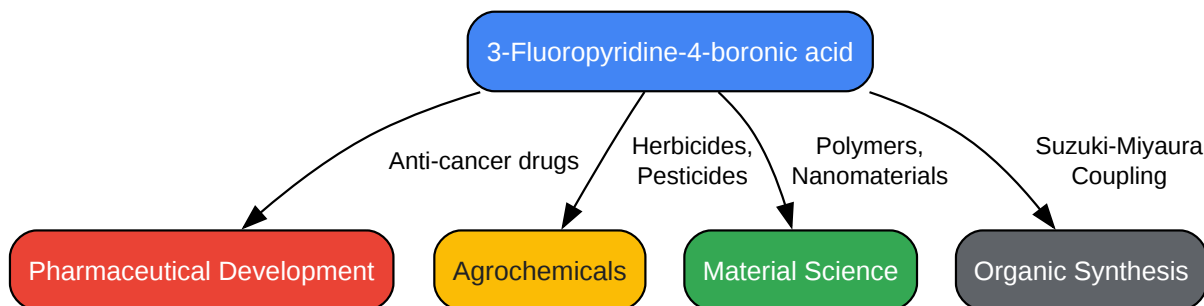 3-Fluoropyridine-4-boronic acid
Anti-cancer drugs
Herbicides,
Pesticides
Polymers,
Nanomaterials
Suzuki-Miyaura
Coupling
Pharmaceutical Development
Agrochemicals
Material Science
Organic Synthesis